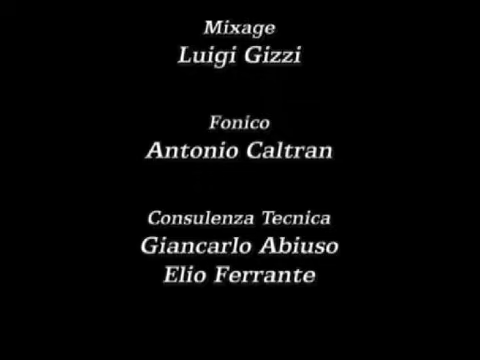 Mixage
Luigi Gizzi
Fonico
Antonio Caltran
Consulenza Tecnica
Giancarlo Abiuso
Elio Ferrante